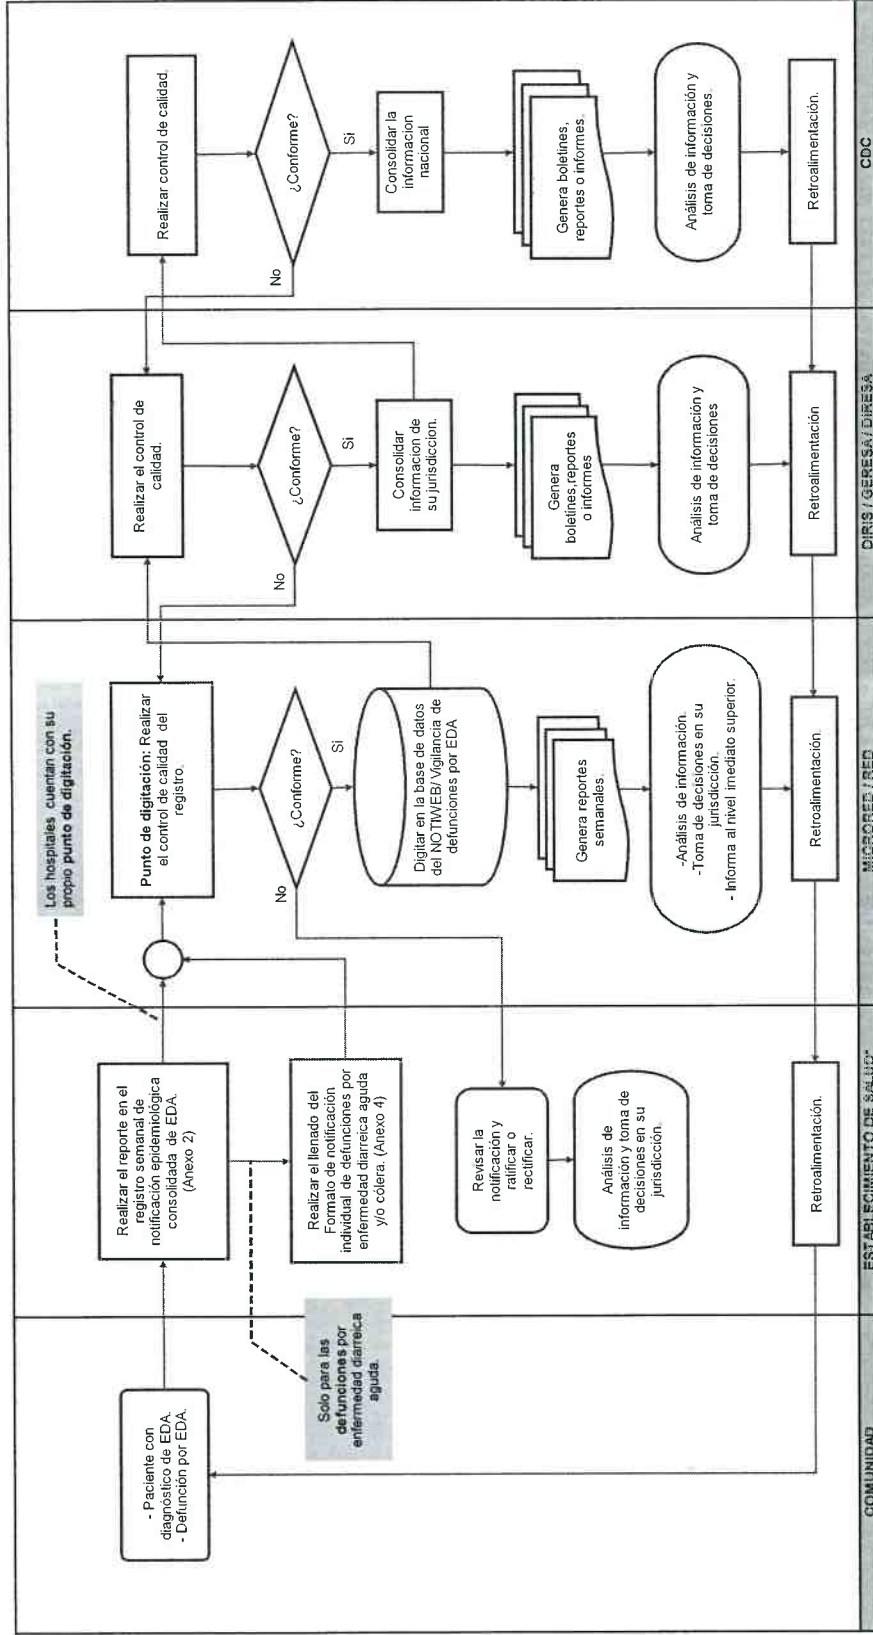 - Paciente con
diagnóstico de EDA.
- Defunción por EDA.
COMUNIDAD
Realizar el reporte en el
registro semanal de
notificación epidemiológica
consolidada de EDA.
(Anexo 2)
Solo para las
defunciones por
enfermedad diarreica
aguda.
Realizar el llenado del
Formato de notificación
individual de defunciones por
enfermedad diarreica aguda
y/o cólera. (Anexo 4)
Revisar la
notificación y
ratificar o
rectificar.
Análisis de
información y toma de
decisiones en su
jurisdicción.
Retroalimentación.
ESTABLECIMIENTO DE SALUD*
Los hospitales cuentan con su
propio punto de digitación.
Punto de digitación: Realizar
el control de calidad del
registro.
¿Conforme?
No
Si
Digitar en la base de datos
del NOTIWEB/ Vigilancia de
defunciones por EDA
Genera reportes
semanales.
-Análisis de información.
-Toma de decisiones en su
jurisdicción.
- Informa al nivel imediato superior.
Retroalimentación.
MICRORED / RED
Realizar el control de
calidad.
¿Conforme?
No
Si
Consolidar
informacion de
su jurisdiccion.
Genera
boletines,reportes
o informes
Análisis de información y
toma de decisiones
Retroalimentación
DIRIS / GERESA / DIRESA
Realizar control de calidad.
¿Conforme?
No
Si
Consolidar la
informacion
nacional
Genera boletines,
reportes o informes.
Análisis de información y
toma de decisiones.
Retroalimentación.
CDC